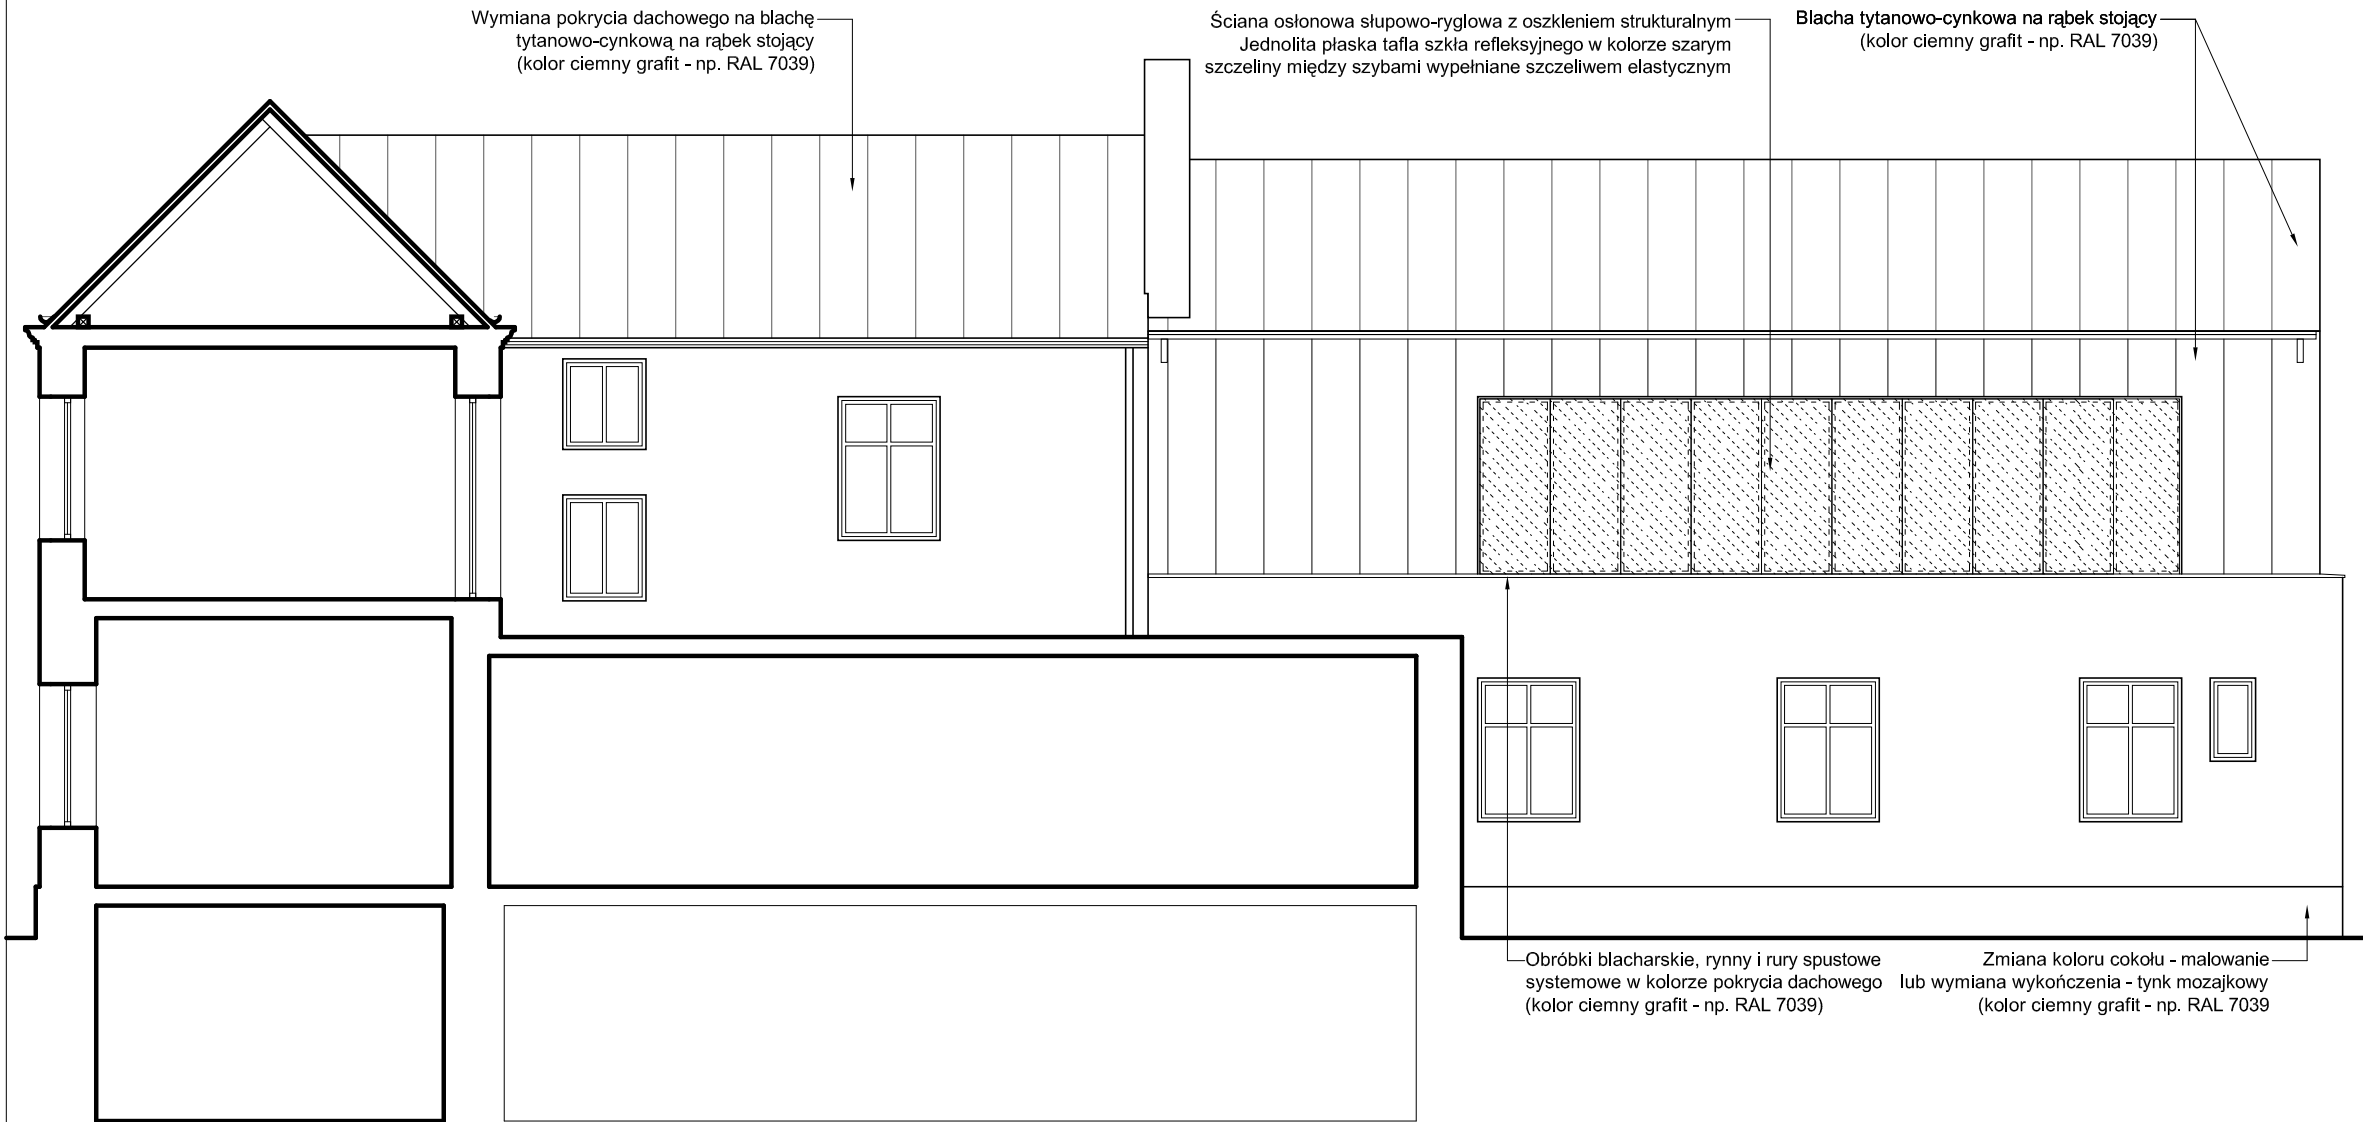 Wymiana pokrycia dachowego na blachę
tytanowo-cynkową na rąbek stojący
(kolor ciemny grafit - np. RAL 7039)
Ściana osłonowa słupowo-ryglowa z oszkleniem strukturalnym
Jednolita płaska tafla szkła refleksyjnego w kolorze szarym
szczeliny między szybami wypełniane szczeliwem elastycznym
Blacha tytanowo-cynkowa na rąbek stojący
(kolor ciemny grafit - np. RAL 7039)
Obróbki blacharskie, rynny i rury spustowe
systemowe w kolorze pokrycia dachowego
(kolor ciemny grafit - np. RAL 7039)
Zmiana koloru cokołu - malowanie
lub wymiana wykończenia - tynk mozajkowy
(kolor ciemny grafit - np. RAL 7039